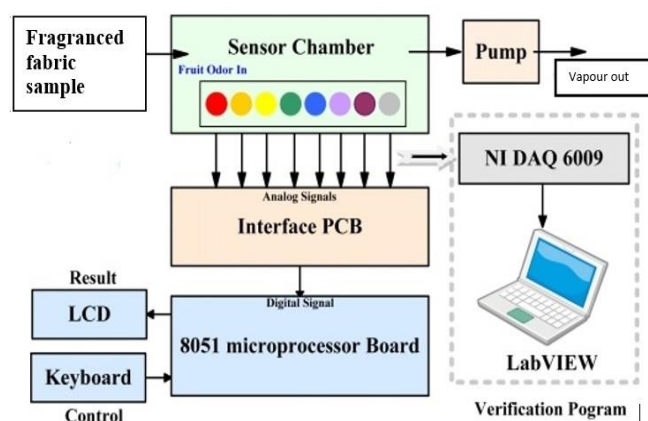 Fragranced
fabric
sample
Sensor Chamber
Fruit Odor In
Pump
Vapour out
NI DAQ 6009
Analog Signals
Interface PCB
Result
LCD
Digital Signal
8051 microprocessor Board
Keyboard
Control
LabVIEW
Verification Pogram